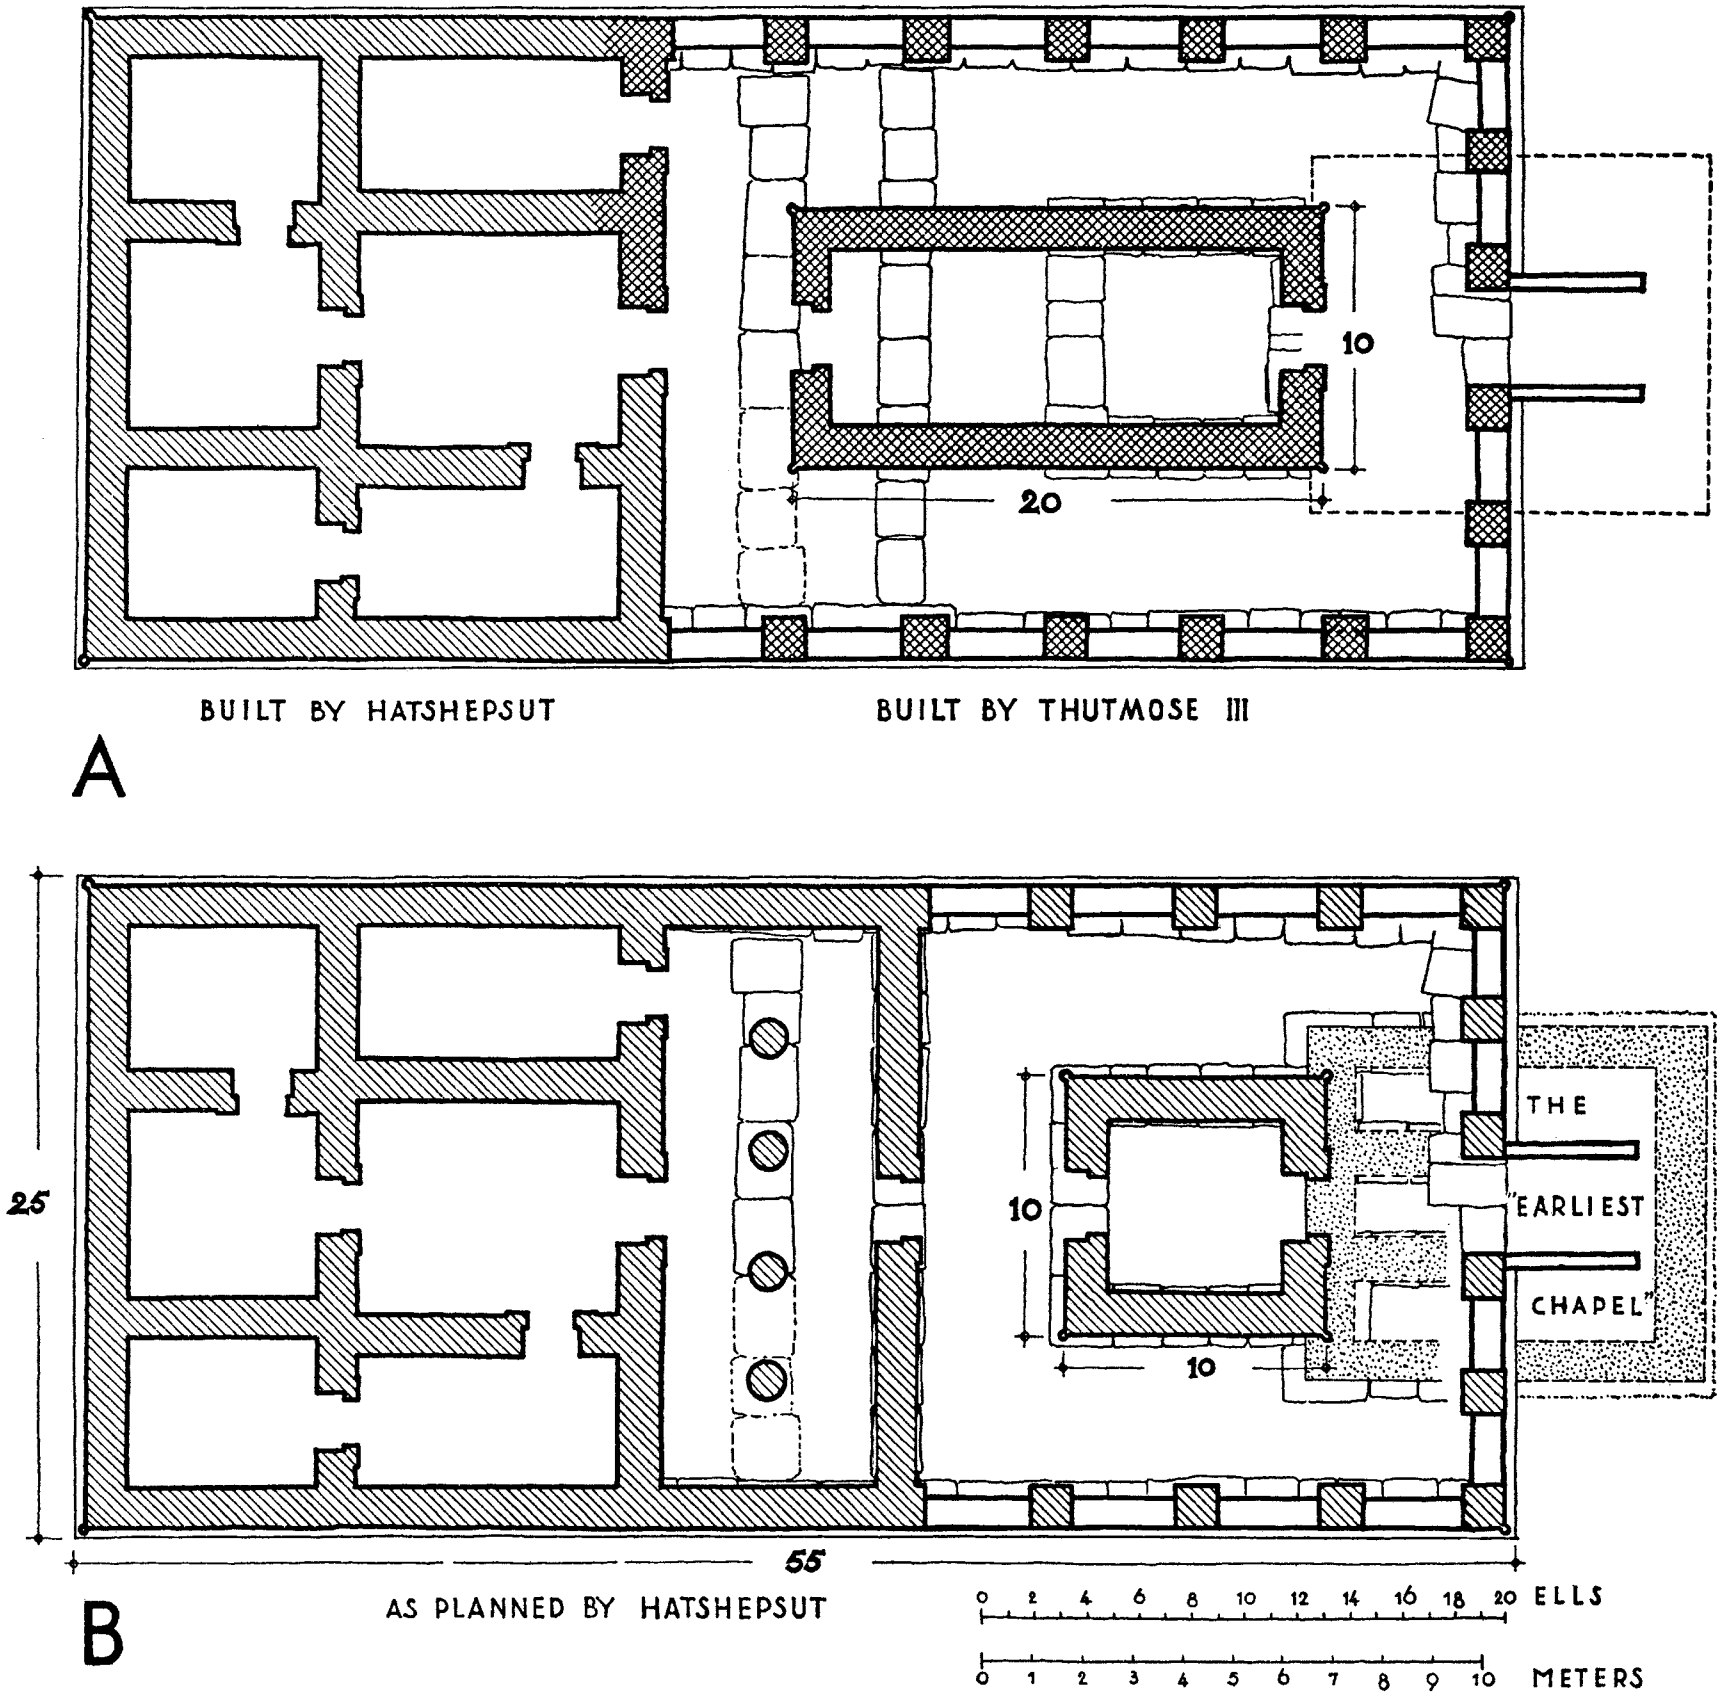 10
20
BUILT BY HATSHEPSUT
BUILT BY THUTMOSE III
A
THE
25
10
"EARLIEST
CHAPEL"
10
55
AS PLANNED BY HATSHEPSUT
B
0 2 4 6 8 10 12 14 16 18 20 ELLS
0 1 2 3 4 5 6 7 8 9 10 METERS